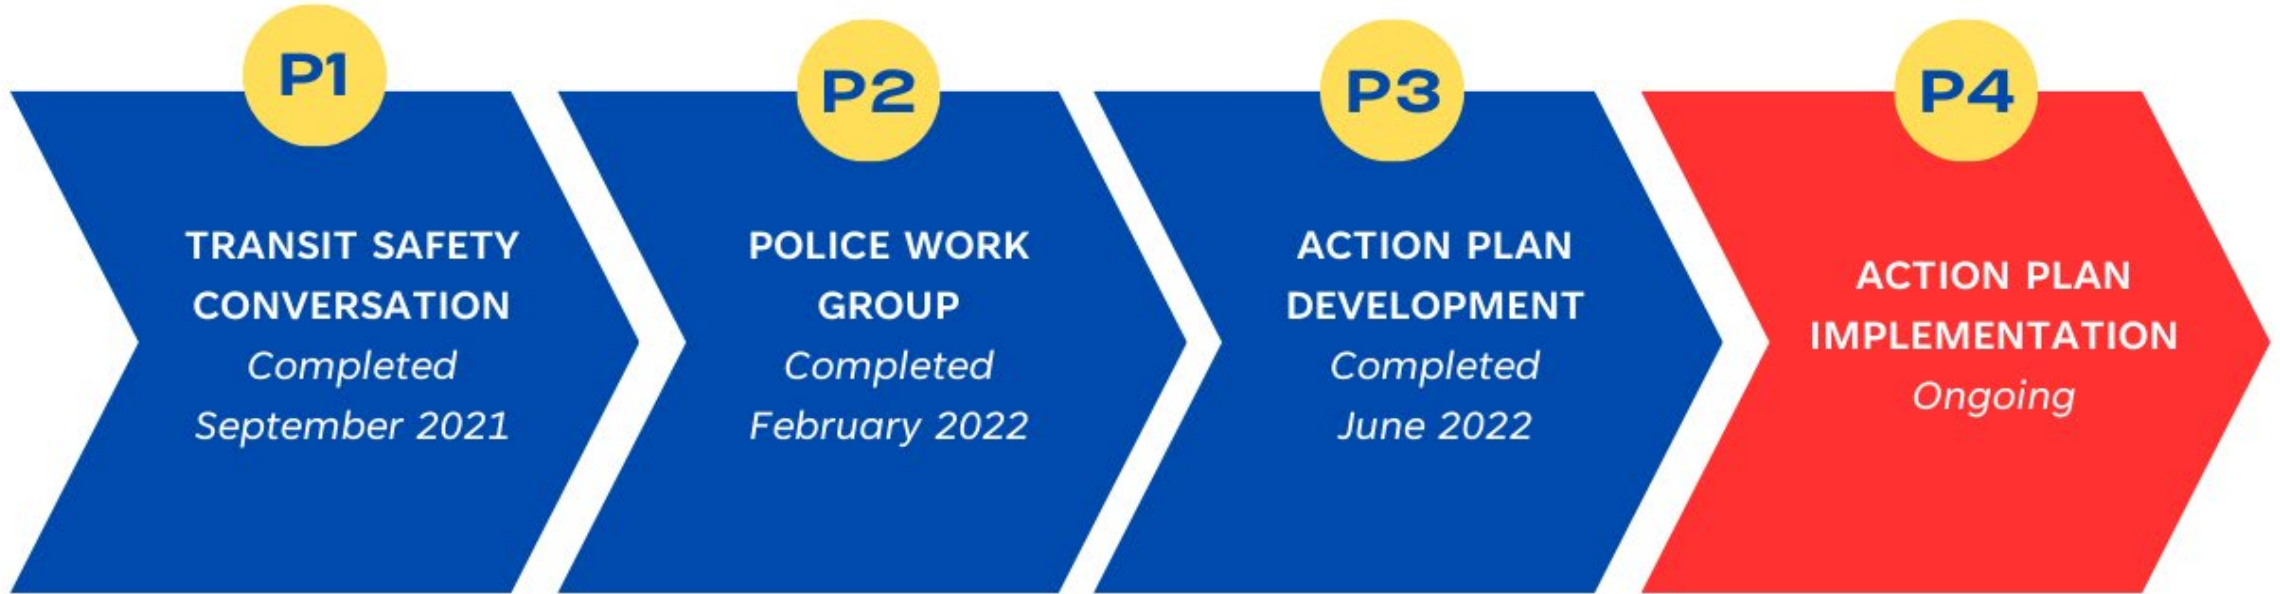 P1
TRANSIT SAFETY
CONVERSATION
Completed
September 2021
P2
POLICE WORK
GROUP
Completed
February 2022
P3
ACTION PLAN
DEVELOPMENT
Completed
June 2022
P4
ACTION PLAN
IMPLEMENTATION
Ongoing